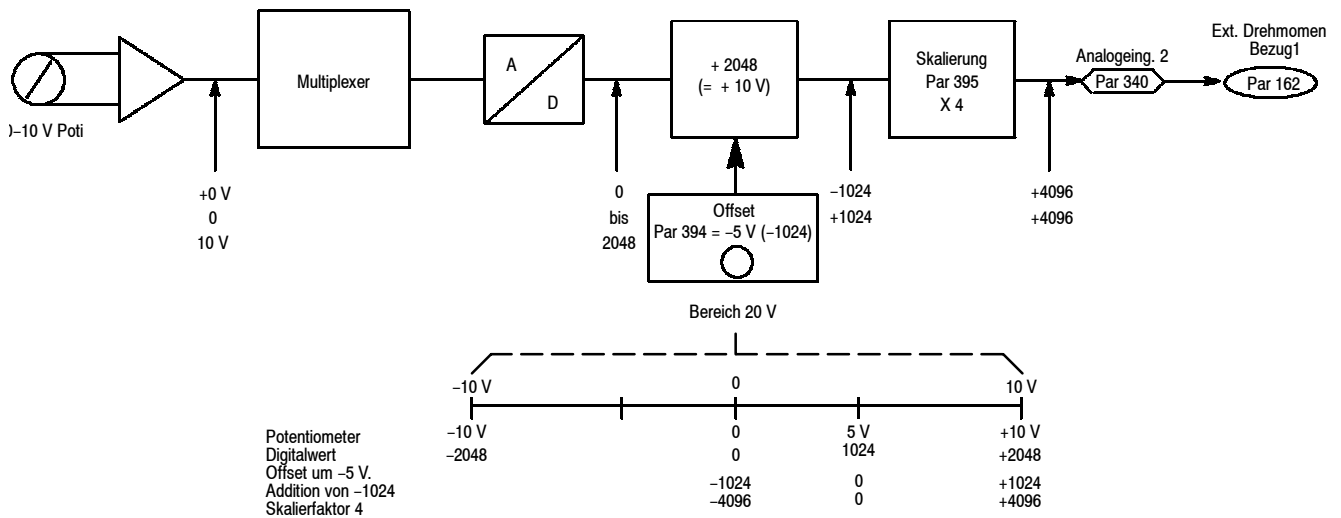 Ext. Drehmomen
Bezug1
Analogeing. 2
Par 340
Par 162
Multiplexer
A
D
+ 2048
(= + 10 V)
Skalierung
Par 395
X 4
)–10 V Poti
+0 V
0
10 V
0
bis
2048
Offset
Par 394 = –5 V (–1024)
–1024
+1024
+4096
+4096
Bereich 20 V
–10 V 0 10 V
Potentiometer –10 V 0 5 V +10 V
Digitalwert –2048 0 1024 +2048
Offset um –5 V.
Addition von –1024 –1024 0 +1024
Skalierfaktor 4 –4096 0 +4096